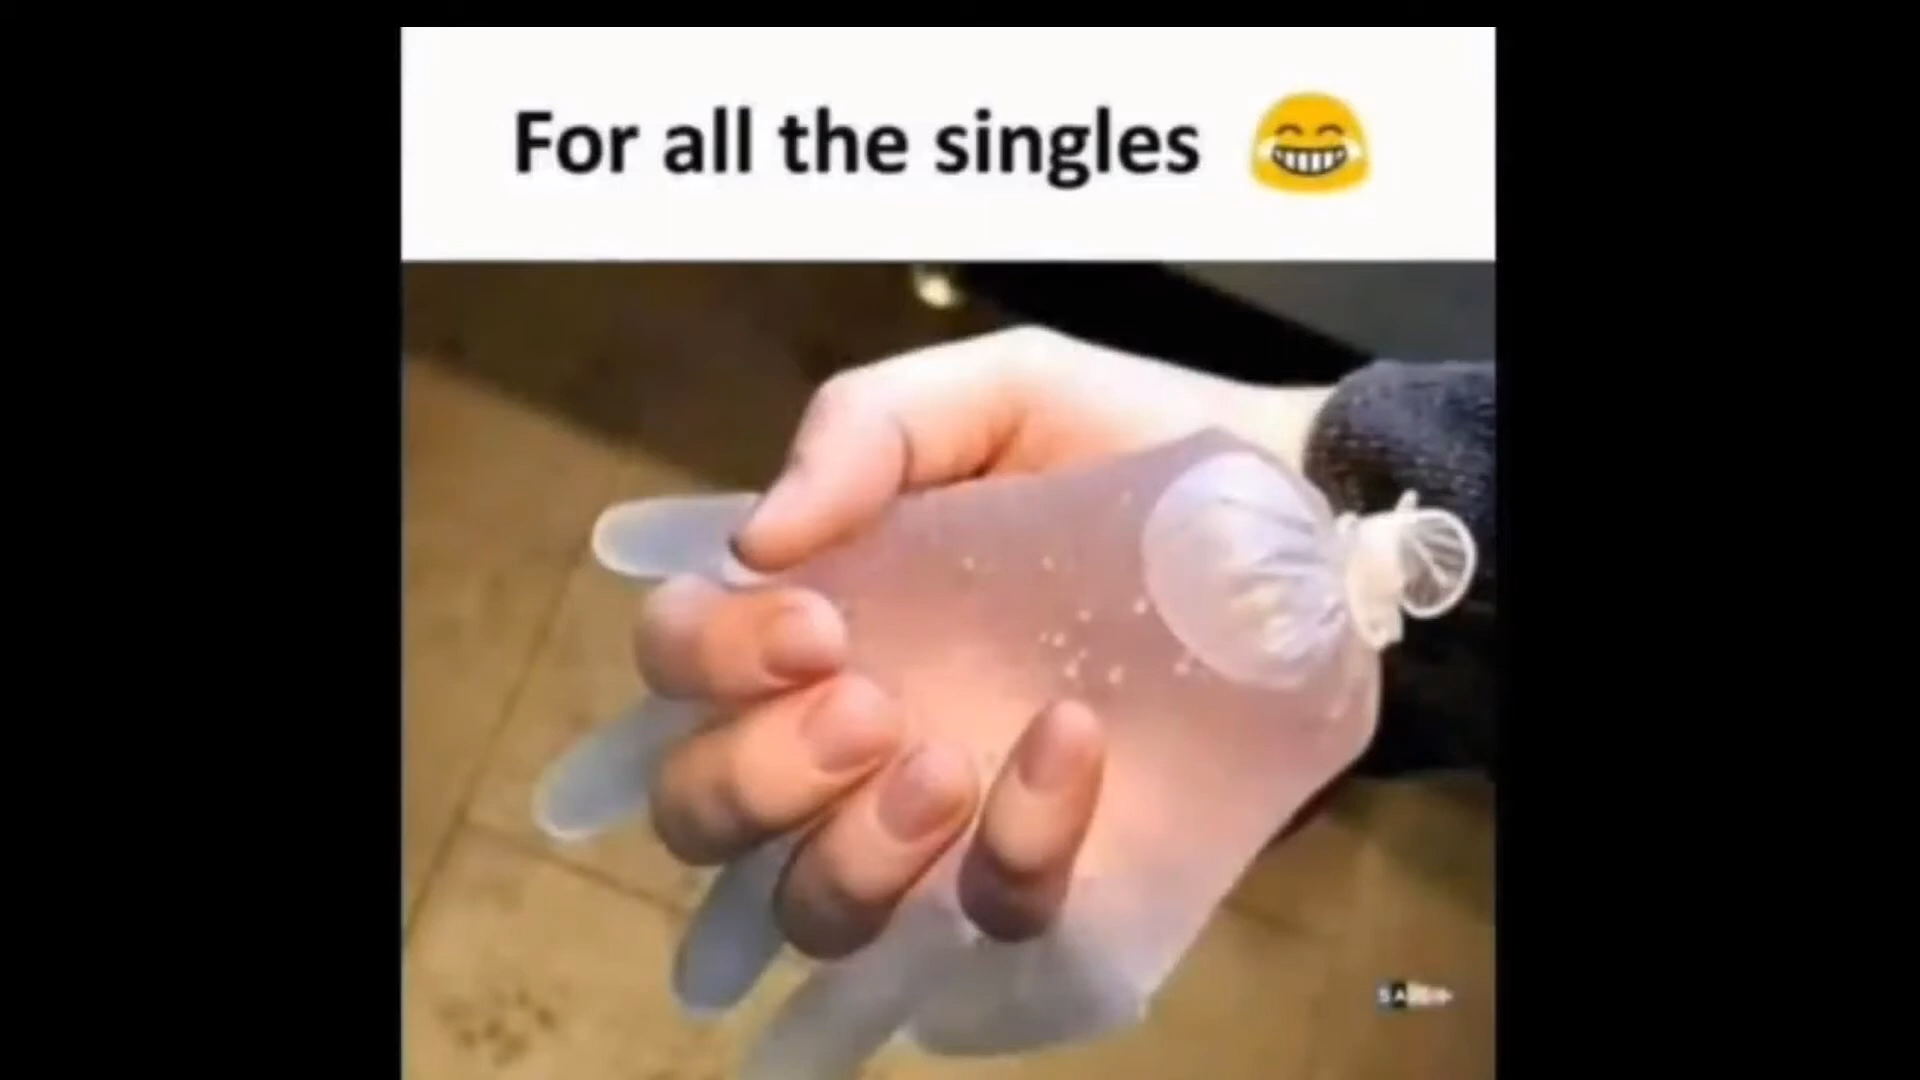 For all the singles 😂